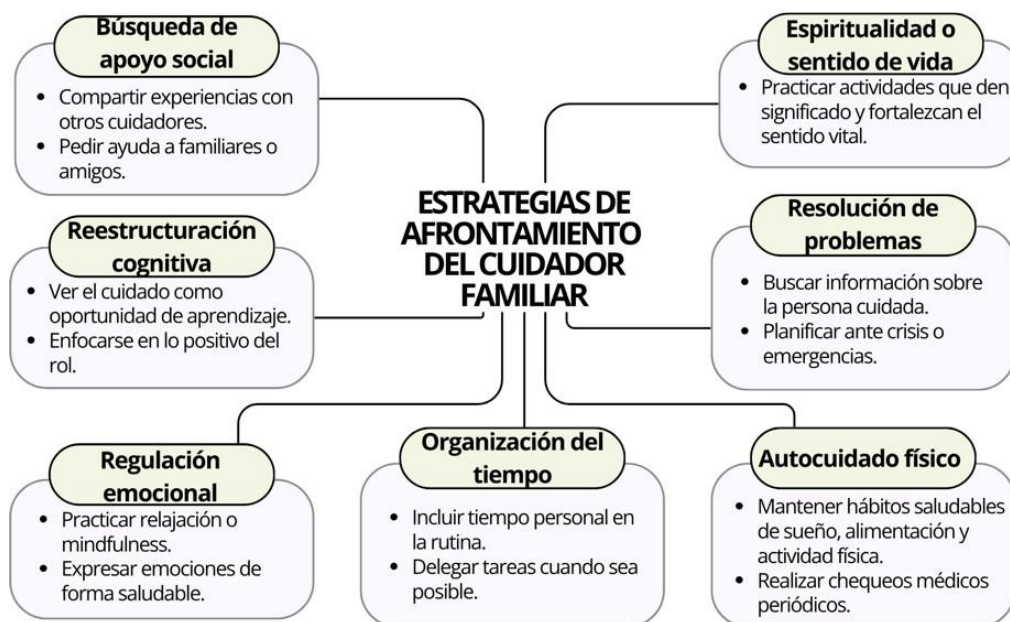 Búsqueda de
apoyo social
• Compartir experiencias con
otros cuidadores.
• Pedir ayuda a familiares o
amigos.
Espiritualidad o
sentido de vida
• Practicar actividades que den
significado y fortalezcan el
sentido vital.
ESTRATEGIAS DE
AFRONTAMIENTO
DEL CUIDADOR
FAMILIAR
Reestructuración
cognitiva
• Ver el cuidado como
oportunidad de aprendizaje.
• Enfocarse en lo positivo del
rol.
Resolución de
problemas
• Buscar información sobre
la persona cuidada.
• Planificar ante crisis o
emergencias.
Regulación
emocional
• Practicar relajación o
mindfulness.
• Expresar emociones de
forma saludable.
Organización del
tiempo
• Incluir tiempo personal en
la rutina.
• Delegar tareas cuando sea
posible.
Autocuidado físico
• Mantener hábitos saludables
de sueño, alimentación y
actividad física.
• Realizar chequeos médicos
periódicos.